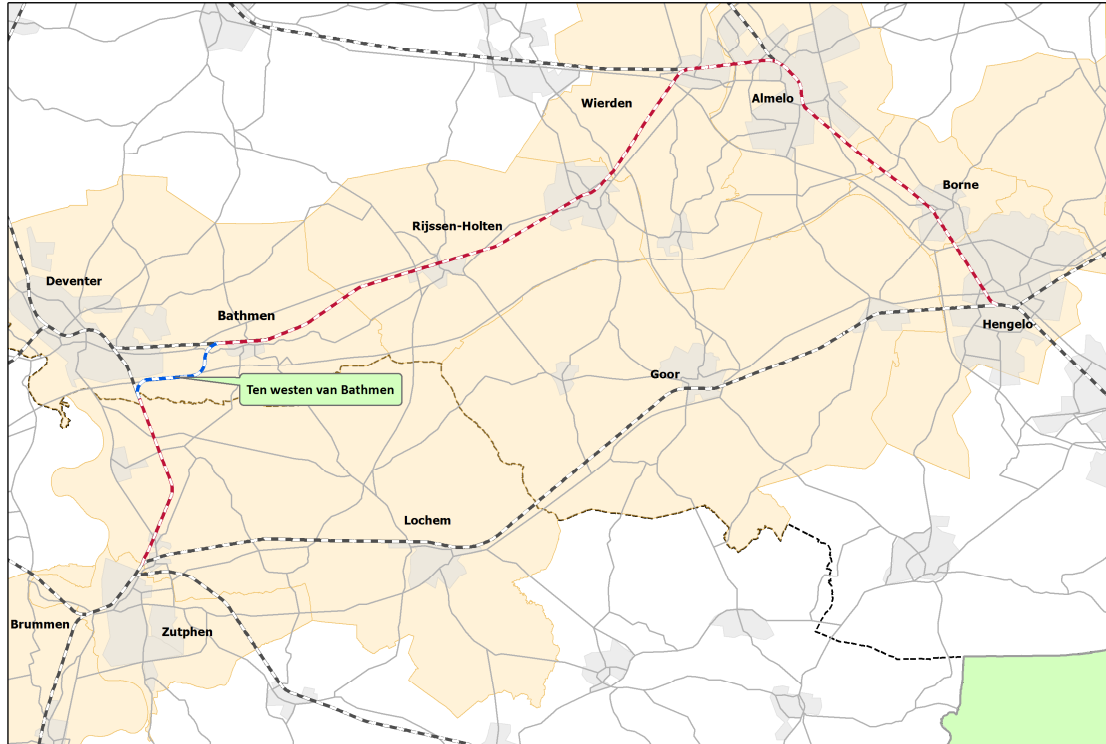 Wierden
Almelo
Borne
Rijssen-Holten
Deventer
Bathmen
Hengelo
Goor
Ten westen van Bathmen
Lochem
Brummen
Zutphen